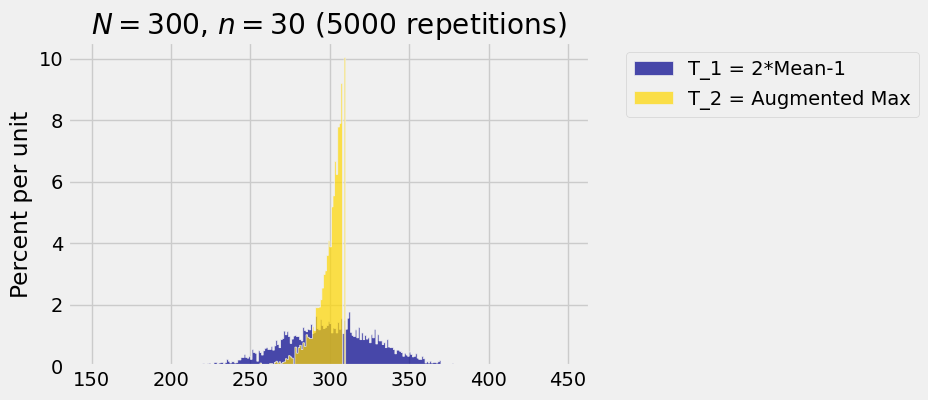 N = 300, n = 30 (5000 repetitions)
T_1 = 2*Mean-1
T_2 = Augmented Max
Percent per unit
10
8
6
4
2
0
150 200 250 300 350 400 450